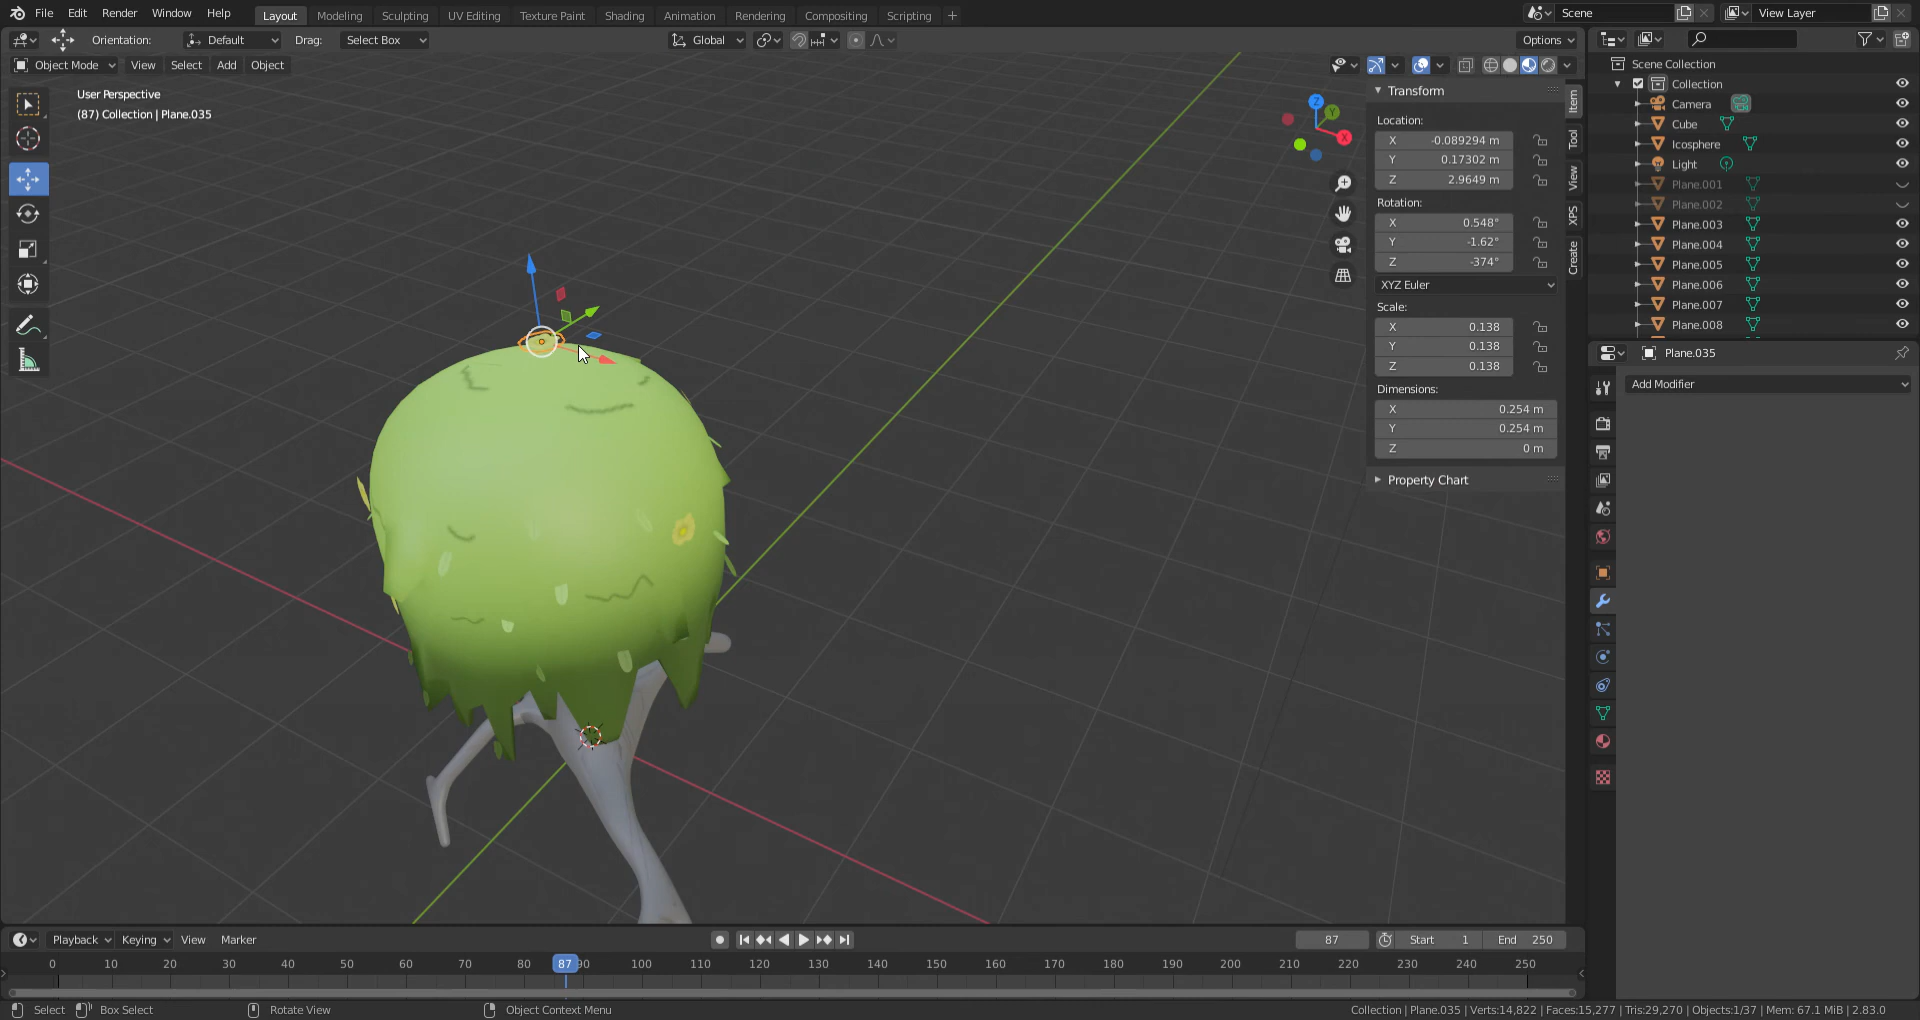 File Edit Render Window Help Layout Modeling Sculpting UV Editing Texture Paint Shading Animation Rendering Compositing Scripting + Scene View Layer
Orientation: Default Drag: Select Box Global Options
Object Mode View Select Add Object
User Perspective
(87) Collection | Plane.035
Z
Y
X
Transform
Location:
X -0.089294 m
Y 0.17302 m
Z 2.9649 m
Rotation:
X 0.548°
Y -1.62°
Z -374°
XYZ Euler
Scale:
X 0.138
Y 0.138
Z 0.138
Dimensions:
X 0.254 m
Y 0.254 m
Z 0 m
Property Chart
Item
Tool
View
XPS
Create
Scene Collection
Collection
Camera
Cube
Icosphere
Light
Plane.001
Plane.002
Plane.003
Plane.004
Plane.005
Plane.006
Plane.007
Plane.008
Plane.035
Add Modifier
Playback Keying View Marker 87 Start 1 End 250
0 10 20 30 40 50 60 70 80 87 90 100 110 120 130 140 150 160 170 180 190 200 210 220 230 240 250
Select Box Select Rotate View Object Context Menu Collection | Plane.035 | Verts:14,822 | Faces:15,277 | Tris:29,270 | Objects:1/37 | Mem: 67.1 MiB | 2.83.0